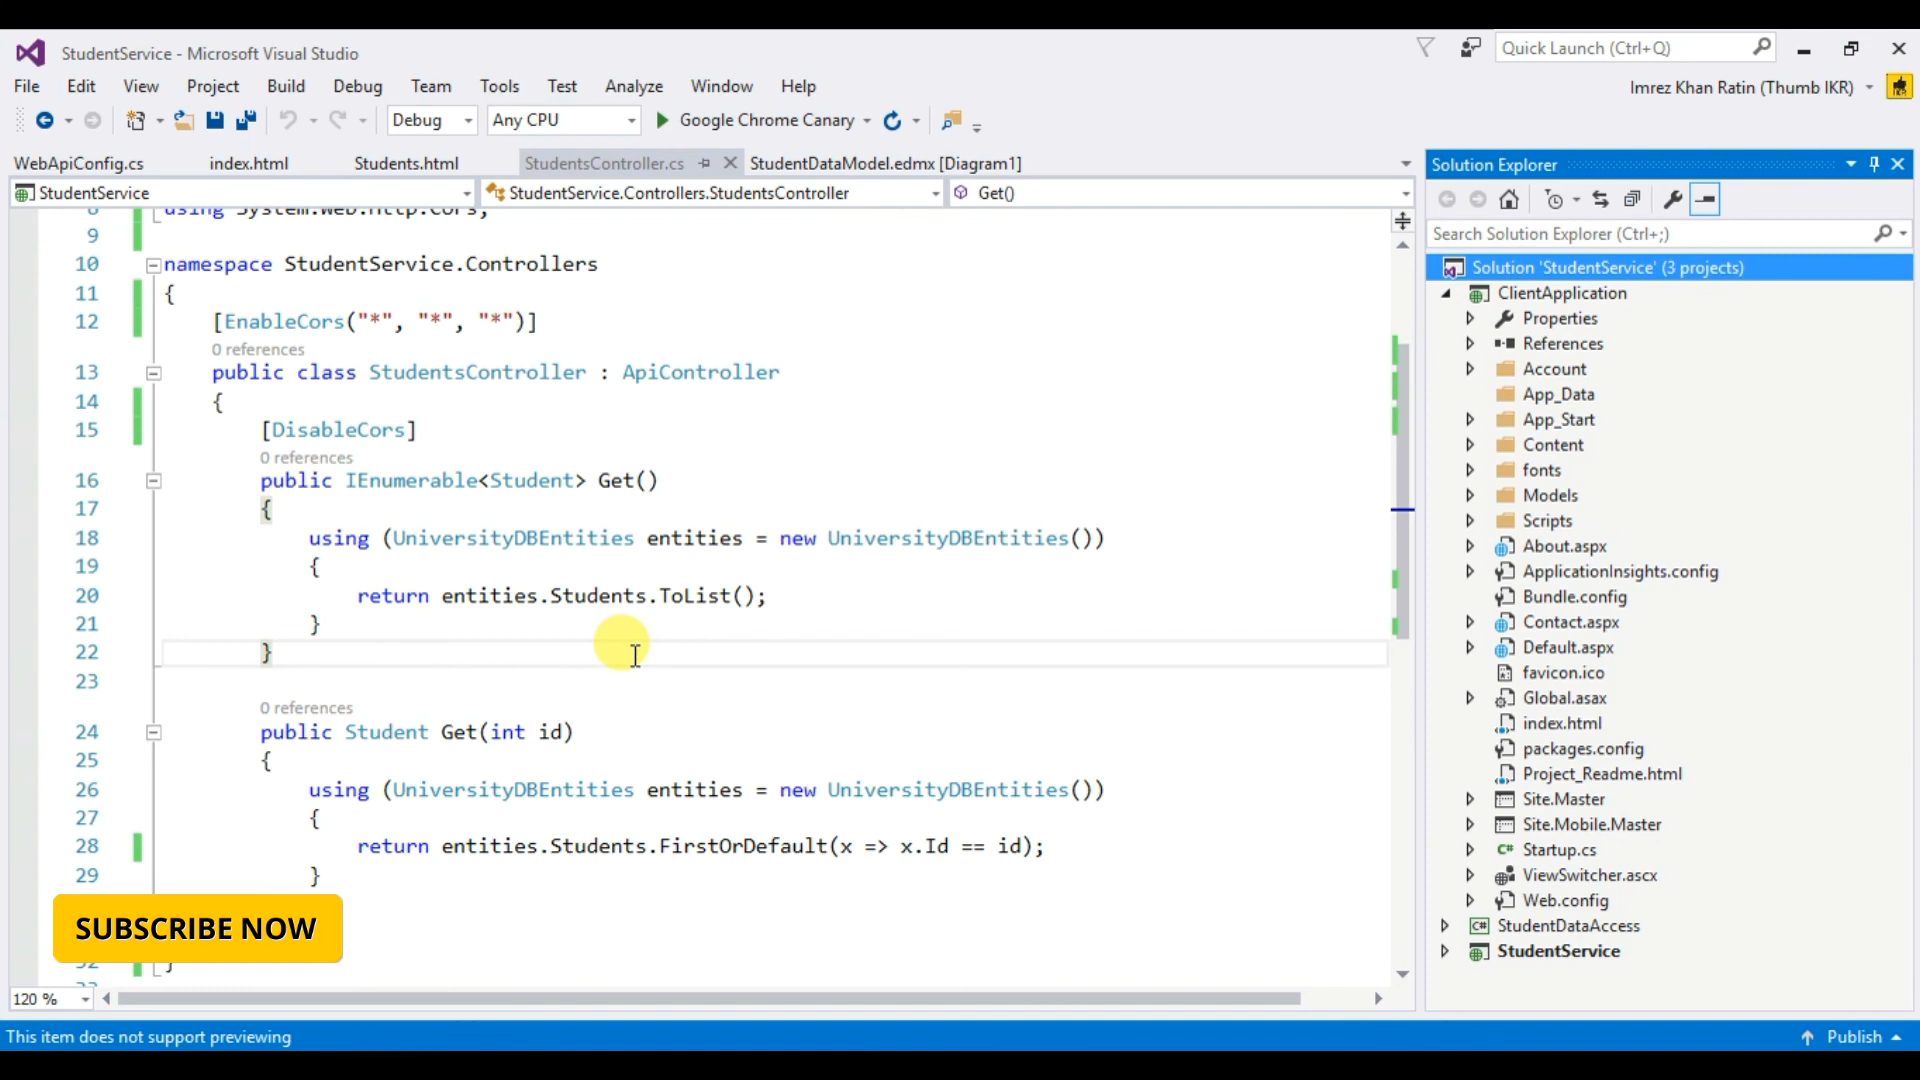 StudentService - Microsoft Visual Studio
Quick Launch (Ctrl+Q)
File Edit View Project Build Debug Team Tools Test Analyze Window Help
Imrez Khan Ratin (Thumb IKR)
Debug Any CPU Google Chrome Canary
WebApiConfig.cs index.html Students.html StudentsController.cs StudentDataModel.edmx [Diagram1]
StudentService StudentService.Controllers.StudentsController Get()
8 using System.Web.Http.Cors;
9
10 namespace StudentService.Controllers
11 {
12 [EnableCors("*", "*", "*")]
0 references
13 public class StudentsController : ApiController
14 {
15 [DisableCors]
0 references
16 public IEnumerable<Student> Get()
17 {
18 using (UniversityDBEntities entities = new UniversityDBEntities())
19 {
20 return entities.Students.ToList();
21 }
22 }
23
0 references
24 public Student Get(int id)
25 {
26 using (UniversityDBEntities entities = new UniversityDBEntities())
27 {
28 return entities.Students.FirstOrDefault(x => x.Id == id);
29 }
SUBSCRIBE NOW
32 }
120 %
Solution Explorer
Search Solution Explorer (Ctrl+;)
Solution 'StudentService' (3 projects)
ClientApplication
Properties
References
Account
App_Data
App_Start
Content
fonts
Models
Scripts
About.aspx
ApplicationInsights.config
Bundle.config
Contact.aspx
Default.aspx
favicon.ico
Global.asax
index.html
packages.config
Project_Readme.html
Site.Master
Site.Mobile.Master
C# Startup.cs
ViewSwitcher.ascx
Web.config
C# StudentDataAccess
StudentService
This item does not support previewing
Publish